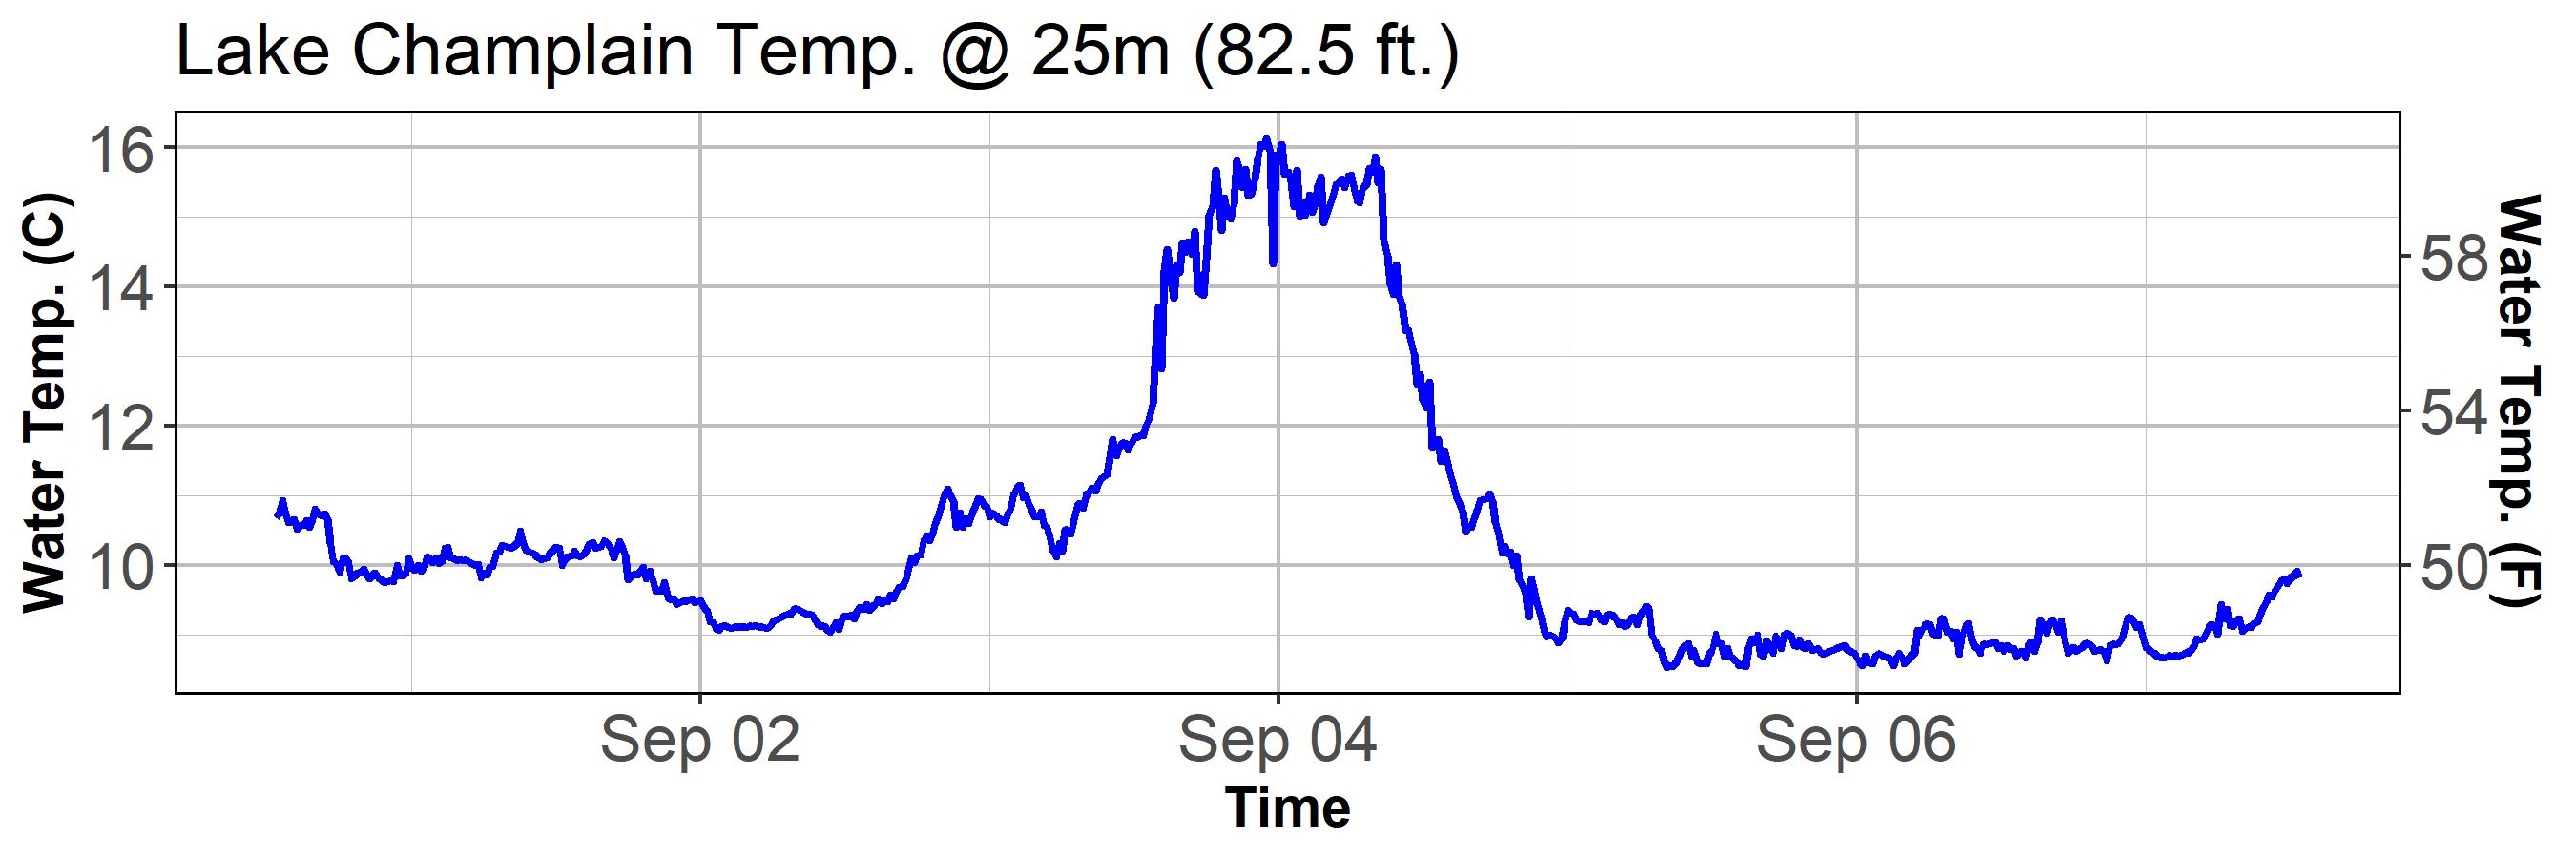 Lake Champlain Temp. @ 25m (82.5 ft.)
Water Temp. (C)
16
14
12
10
58
54
50
Water Temp. (F)
Sep 02
Sep 04
Sep 06
Time